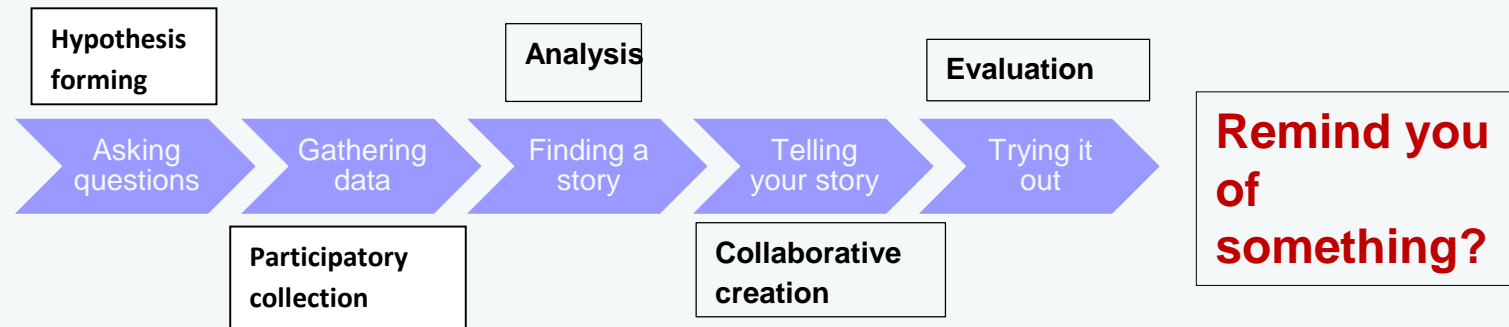 Hypothesis
forming
Analysis
Evaluation
Asking
questions
Gathering
data
Finding a
story
Telling
your story
Trying it
out
Participatory
collection
Collaborative
creation
Remind you
of
something?